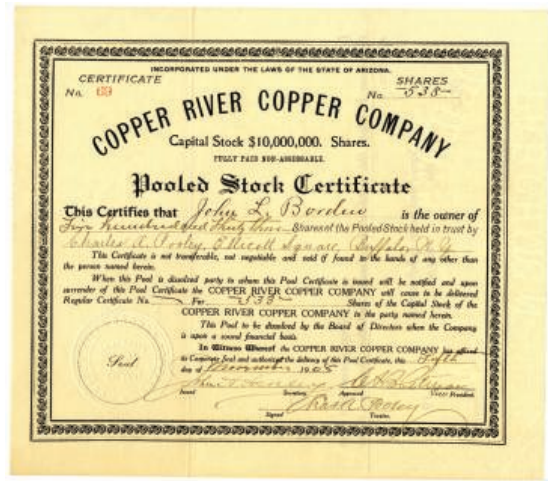 INCORPORATED UNDER THE LAWS OF THE STATE OF ARIZONA.
CERTIFICATE SHARES
No. No. 538
COPPER RIVER COPPER COMPANY
Capital Stock $10,000,000. Shares.
FULLY PAID NON-ASSESSABLE.
Pooled Stock Certificate
This Certifies that John L. Borden is the owner of
Five hundred thirty Shares of the Pooled Stock held in trust by
Charles A. Pooley, Ellicott Square, Buffalo N.Y.
This Certificate is not transferable, not negotiable and void if found in the hands of any other than
the person named herein.
When this Pool is dissolved party to whom this Pool Certificate is issued will be notified and upon
surrender of this Pool Certificate the COPPER RIVER COPPER COMPANY will cause to be delivered
Regular Certificate No. For 538 Shares of the Capital Stock of the
COPPER RIVER COPPER COMPANY to the party named herein.
This Pool to be dissolved by the Board of Directors when the Company
is upon a sound financial basis.
In Witness Whereof the COPPER RIVER COPPER COMPANY has affixed
its Corporate Seal and authorized the delivery of this Pool Certificate, this
day of November 1905
Seal
Issued Secretary. Approved Vice President
Chas A Pooley
Signed Trustee.